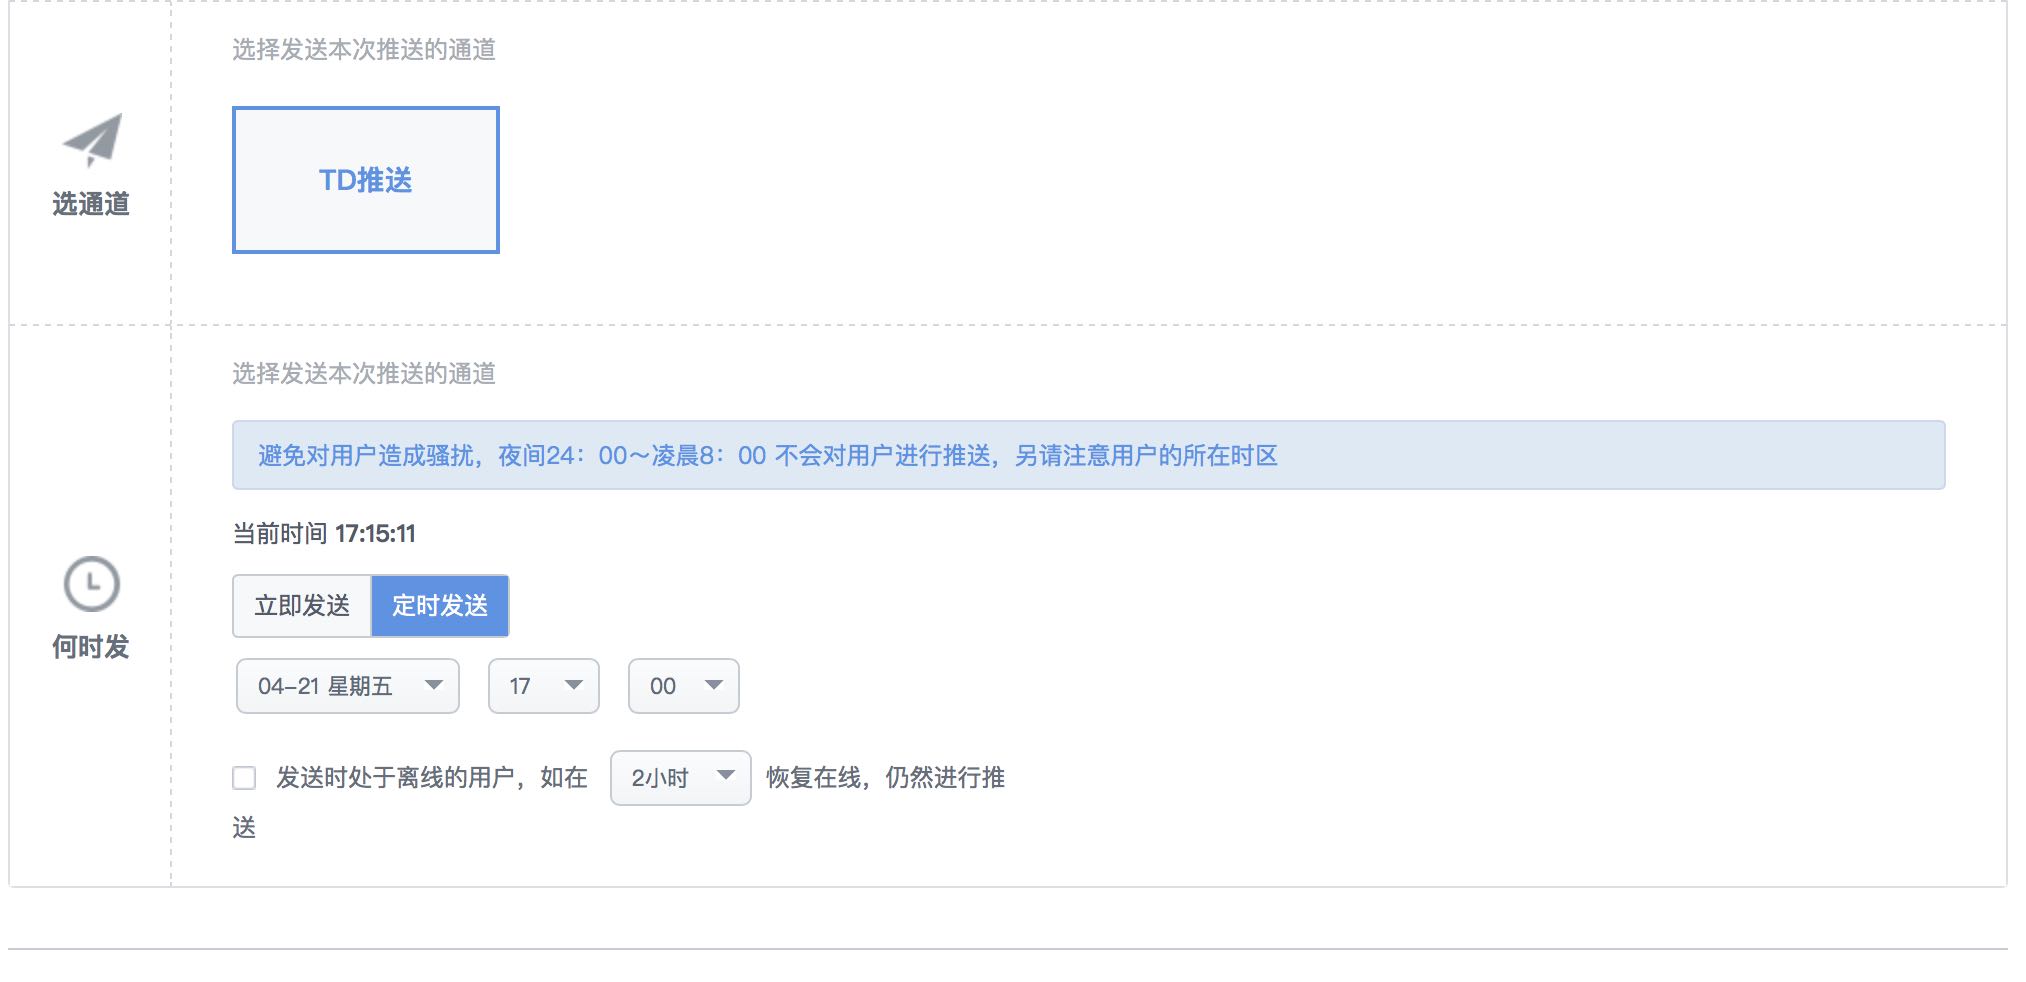 选择发送本次推送的通道
TD推送
选通道
选择发送本次推送的通道
避免对用户造成骚扰，夜间24：00～凌晨8：00 不会对用户进行推送，另请注意用户的所在时区
当前时间 17:15:11
立即发送 定时发送
何时发
04-21 星期五 17 00
发送时处于离线的用户，如在 2小时 恢复在线，仍然进行推
送